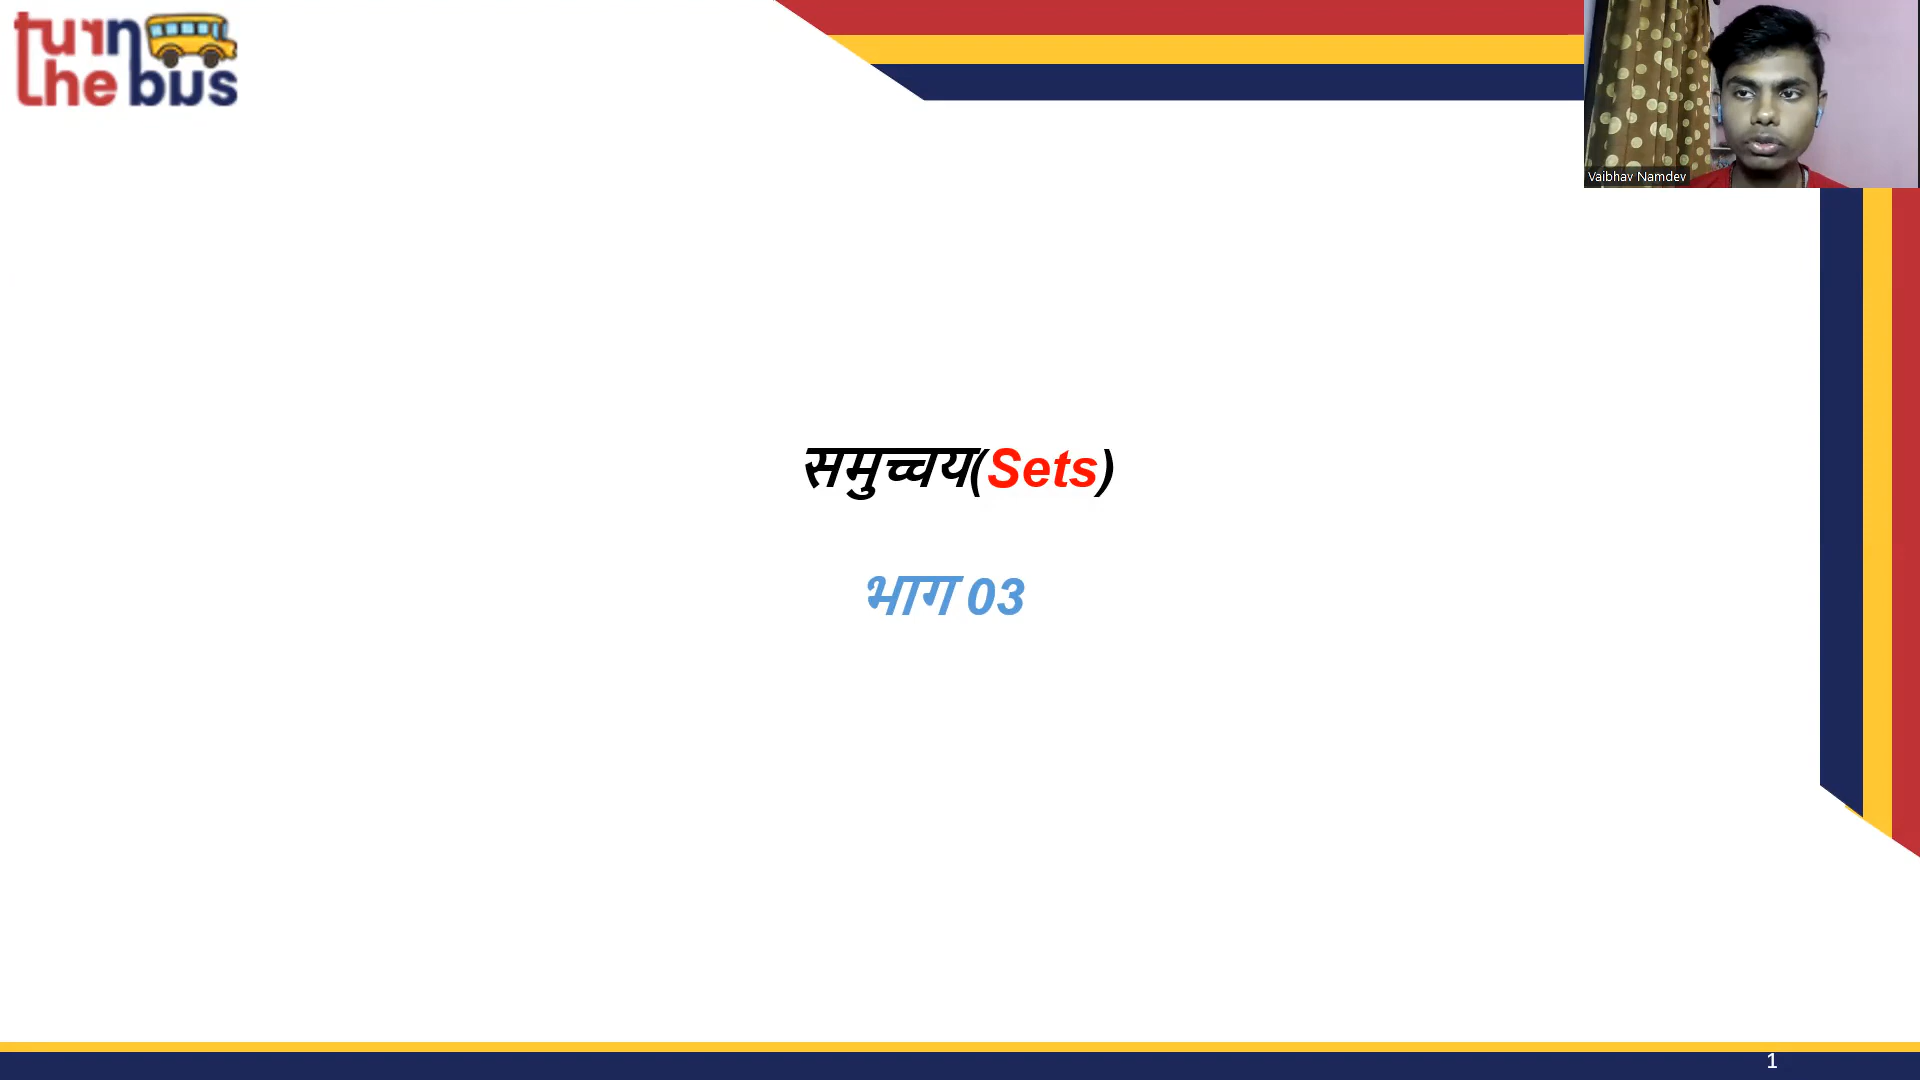 turn
the bus
Vaibhav Namdev
समुच्चय(Sets)
भाग 03
1